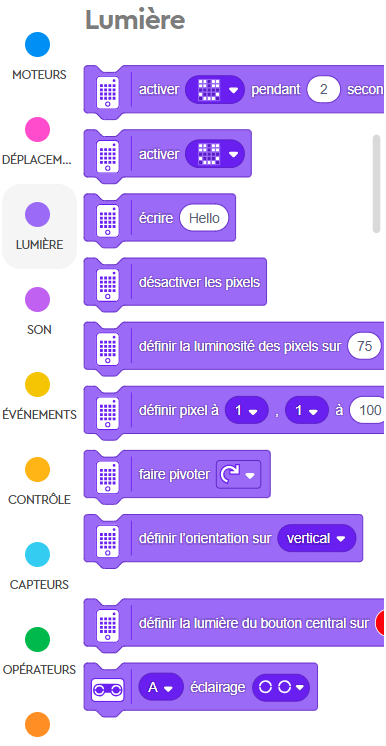 Lumière
MOTEURS
DÉPLACEM...
LUMIÈRE
SON
ÉVÉNEMENTS
CONTRÔLE
CAPTEURS
OPÉRATEURS
activer pendant 2 secon
activer
écrire Hello
désactiver les pixels
définir la luminosité des pixels sur 75
définir pixel à 1 , 1 à 100
faire pivoter
définir l'orientation sur vertical
définir la lumière du bouton central sur
A éclairage